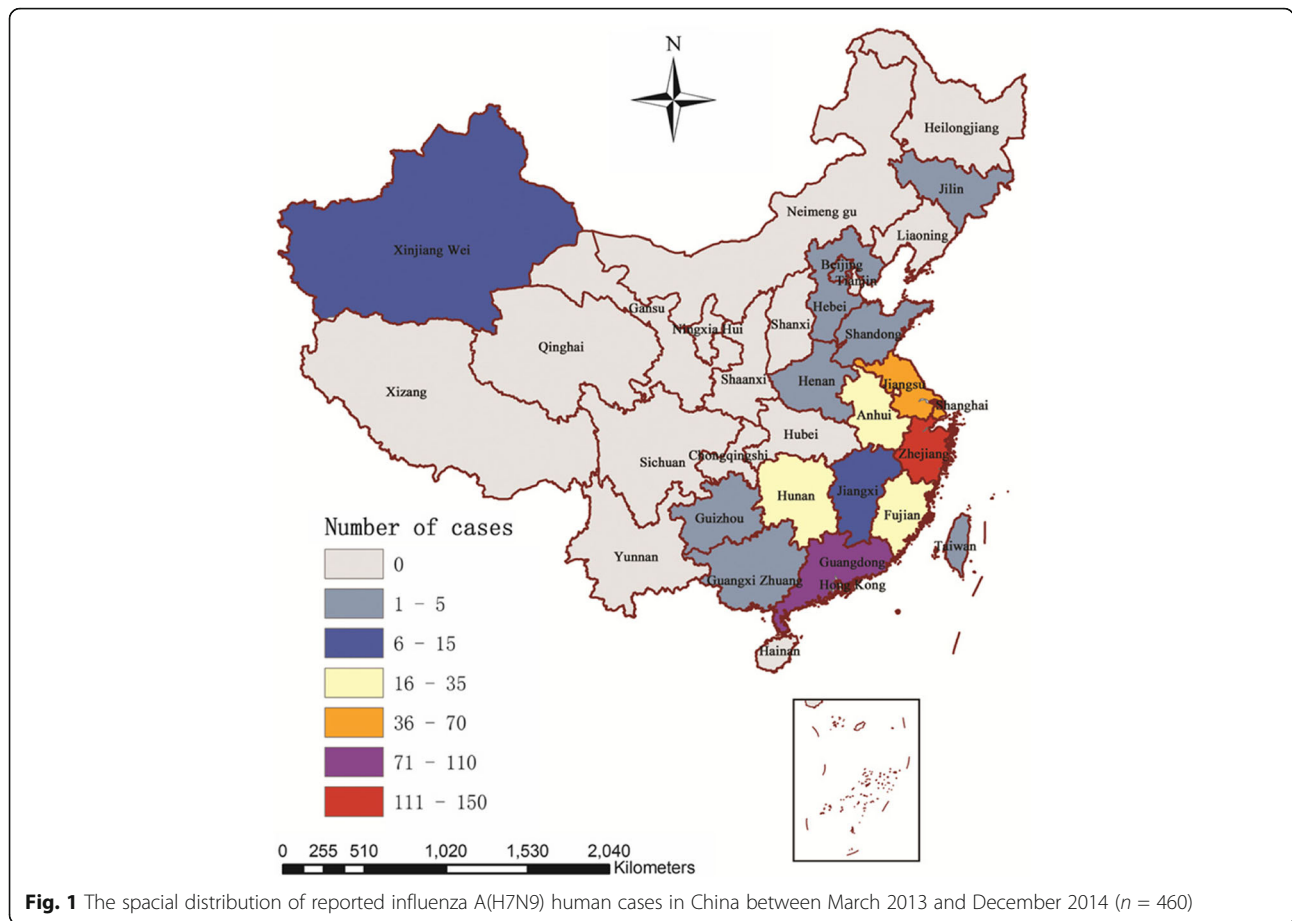 N
Heilongjiang
Jilin
Neimeng gu
Liaoning
Xinjiang Wei
Beijing
Tianjin
Gansu
Hebei
Ningxia Hui
Shanxi
Shandong
Qinghai
Shaanxi
Henan
Xizang
Jiangsu
Shanghai
Anhui
Hubei
Zhejiang
Chongqingshi
Sichuan
Jiangxi
Hunan
Fujian
Guizhou
Taiwan
Yunnan
Guangdong
Guangxi Zhuang
Hong Kong
Hainan
Number of cases
0
1 - 5
6 - 15
16 - 35
36 - 70
71 - 110
111 - 150
0 255 510 1,020 1,530 2,040
Kilometers
Fig. 1 The spacial distribution of reported influenza A(H7N9) human cases in China between March 2013 and December 2014 (n = 460)